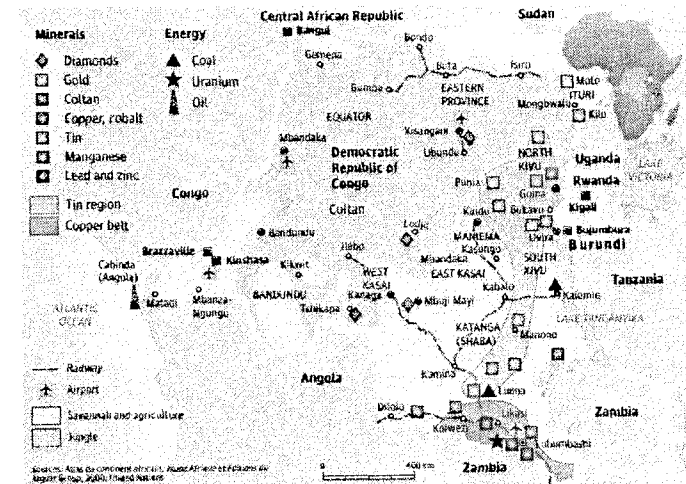 Minerals
Diamonds
Gold
Coltan
Copper, cobalt
Tin
Manganese
Leed and zinc
Tin region
Copper belt
Energy
Coal
Uranium
Oil
Central African Republic
Bangui
Sudan
Bondo
Gemena
Buta
Isiro
Bumba
EASTERN
PROVINCE
Moto
ITURI
Mongbwalu
Kilo
EQUATOR
Kisangani
Mbandaka
Ubundu
Democratic
Republic of
Congo
NORTH
KIVU
Uganda
LAKE
VICTORIA
Congo
Punia
Goma
Rwanda
Kigali
Coltan
Kindu
Bukavu
Bujumbura
Lodja
MANIEMA
Uvira
Burundi
Bandundu
Kasongo
Brazzaville
Kinshasa
Ilebo
SOUTH
KIVU
Cabinda
(Angola)
Kikwit
WEST
KASAI
EAST KASAI
Tanzania
Kabalo
Kalemie
Matadi
Mbanza-
Ngungu
BANDUNDU
Kananga
Mbuji Mayi
ATLANTIC
OCEAN
Tshikapa
KATANGA
(SHABA)
Manono
LAKE TANGANYIKA
Railway
Airport
Angola
Kamina
Luena
Savannah and agriculture
Dilolo
Likasi
Zambia
Jungle
Kolwezi
Lubumbashi
Zambia
400 km